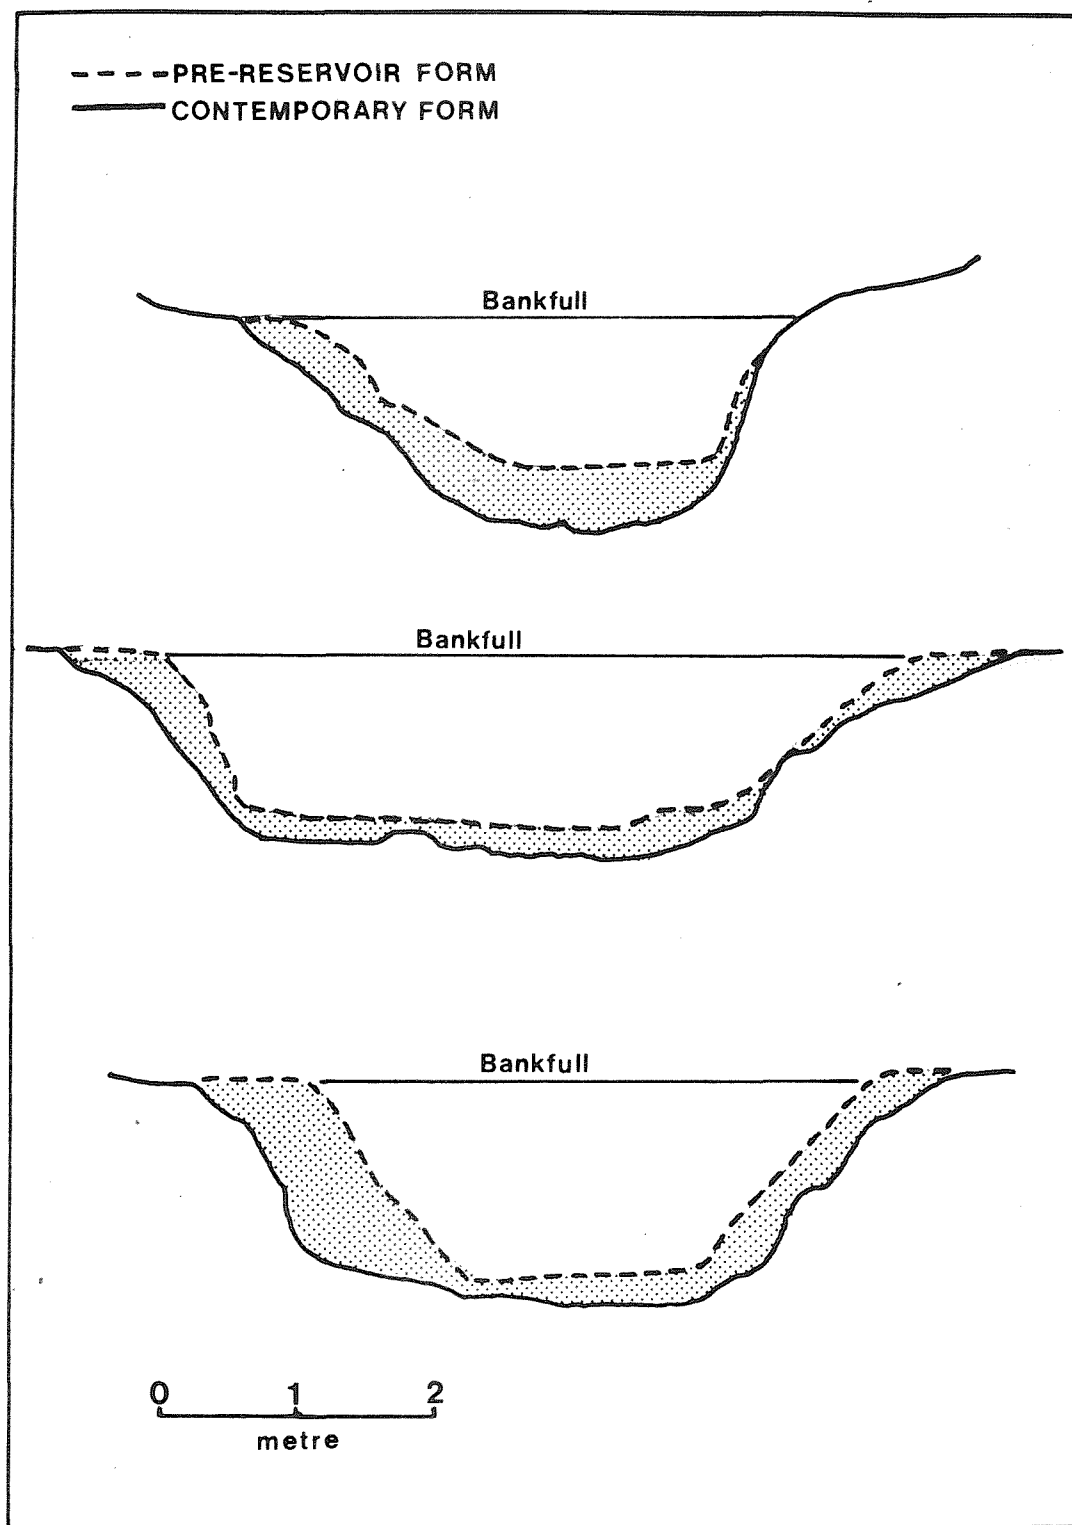 PRE-RESERVOIR FORM
CONTEMPORARY FORM
Bankfull
Bankfull
Bankfull
0 1 2
metre